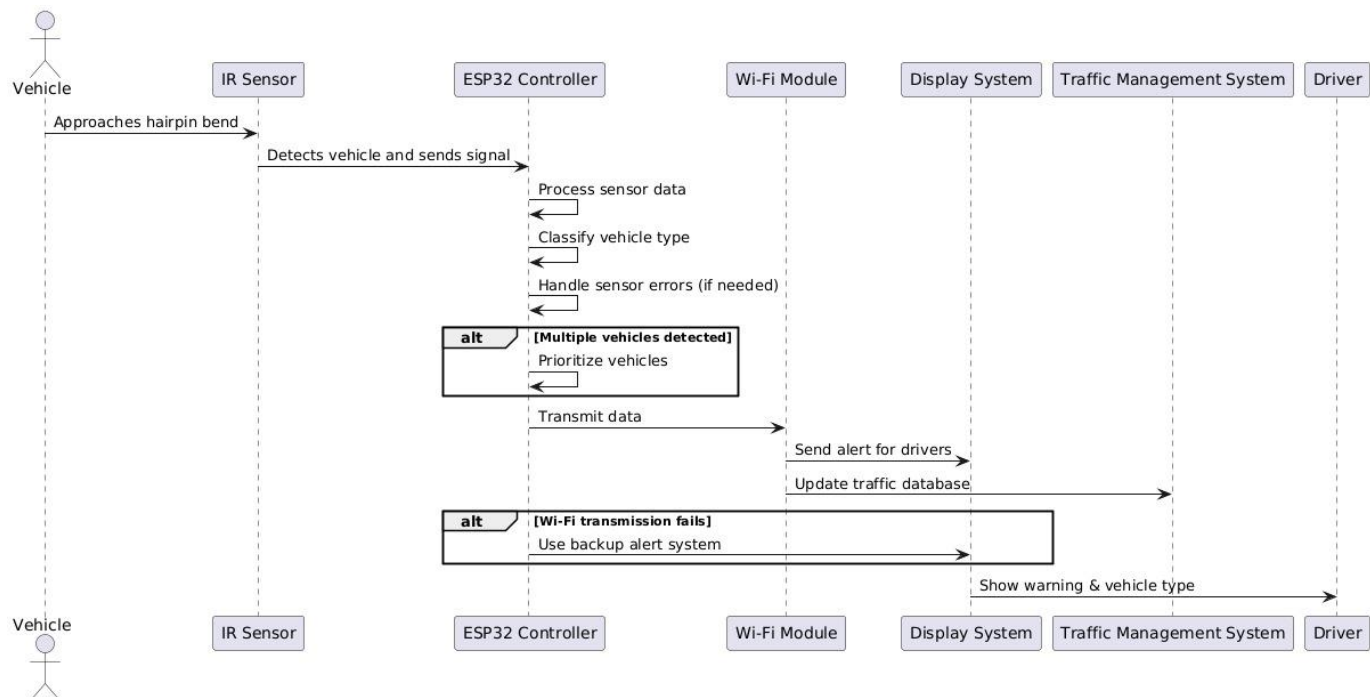 Vehicle
IR Sensor
ESP32 Controller
Wi-Fi Module
Display System
Traffic Management System
Driver
Approaches hairpin bend
Detects vehicle and sends signal
Process sensor data
Classify vehicle type
Handle sensor errors (if needed)
alt [Multiple vehicles detected]
Prioritize vehicles
Transmit data
Send alert for drivers
Update traffic database
alt [Wi-Fi transmission fails]
Use backup alert system
Show warning & vehicle type
Vehicle
IR Sensor
ESP32 Controller
Wi-Fi Module
Display System
Traffic Management System
Driver